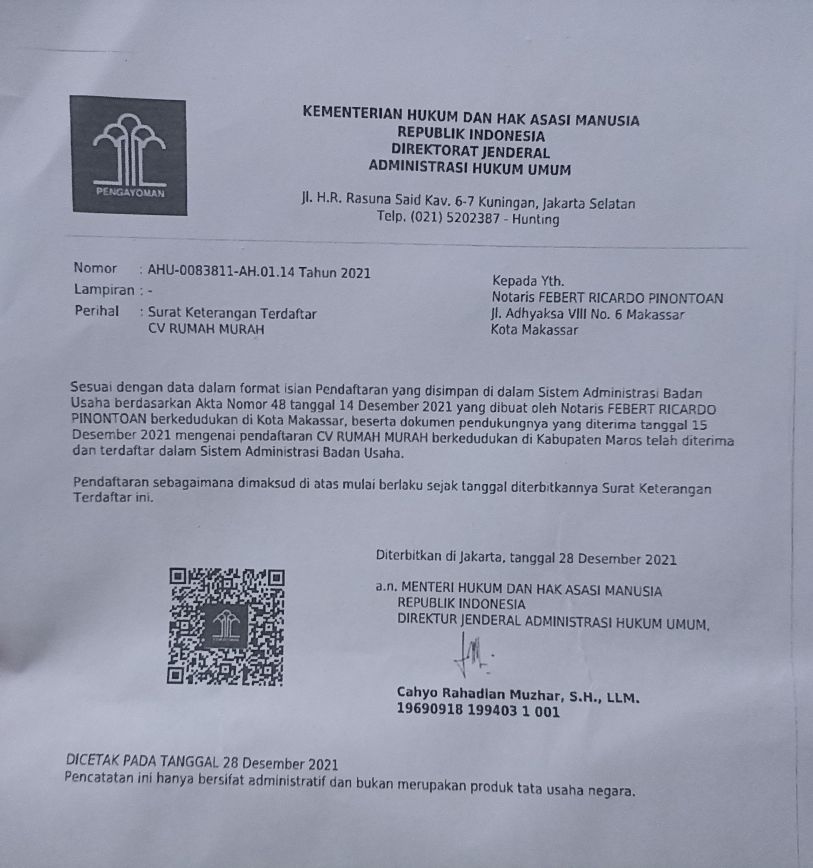 KEMENTERIAN HUKUM DAN HAK ASASI MANUSIA
REPUBLIK INDONESIA
DIREKTORAT JENDERAL
ADMINISTRASI HUKUM UMUM
PENGAYOMAN
Jl. H.R. Rasuna Said Kav. 6-7 Kuningan, Jakarta Selatan
Telp. (021) 5202387 - Hunting
Nomor : AHU-0083811-AH.01.14 Tahun 2021
Lampiran : -
Perihal : Surat Keterangan Terdaftar
CV RUMAH MURAH
Kepada Yth.
Notaris FEBERT RICARDO PINONTOAN
Jl. Adhyaksa VIII No. 6 Makassar
Kota Makassar
Sesuai dengan data dalam format isian Pendaftaran yang disimpan di dalam Sistem Administrasi Badan
Usaha berdasarkan Akta Nomor 48 tanggal 14 Desember 2021 yang dibuat oleh Notaris FEBERT RICARDO
PINONTOAN berkedudukan di Kota Makassar, beserta dokumen pendukungnya yang diterima tanggal 15
Desember 2021 mengenai pendaftaran CV RUMAH MURAH berkedudukan di Kabupaten Maros telah diterima
dan terdaftar dalam Sistem Administrasi Badan Usaha.
Pendaftaran sebagaimana dimaksud di atas mulai berlaku sejak tanggal diterbitkannya Surat Keterangan
Terdaftar ini.
Diterbitkan di Jakarta, tanggal 28 Desember 2021
a.n. MENTERI HUKUM DAN HAK ASASI MANUSIA
REPUBLIK INDONESIA
DIREKTUR JENDERAL ADMINISTRASI HUKUM UMUM,
Cahyo Rahadian Muzhar, S.H., LLM.
19690918 199403 1 001
DICETAK PADA TANGGAL 28 Desember 2021
Pencatatan ini hanya bersifat administratif dan bukan merupakan produk tata usaha negara.